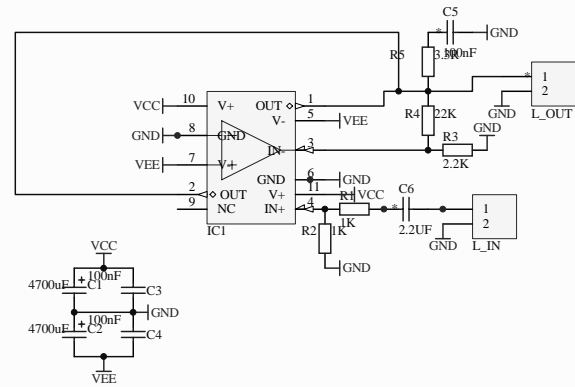 C5
GND
R5
3.3R
100nF
1
2
L_OUT
GND
R4
22K
R3
GND
2.2K
VCC
10
V+
OUT
1
V-
5
VEE
GND
8
GND
IN-
3
VEE
7
V+
GND
6
GND
2
OUT
V+
11
VCC
9
NC
IN+
4
IC1
R1
1K
R2
1K
GND
C6
2.2UF
1
2
GND
L_IN
VCC
4700uF
C1
100nF
C3
GND
4700uF
C2
100nF
C4
VEE